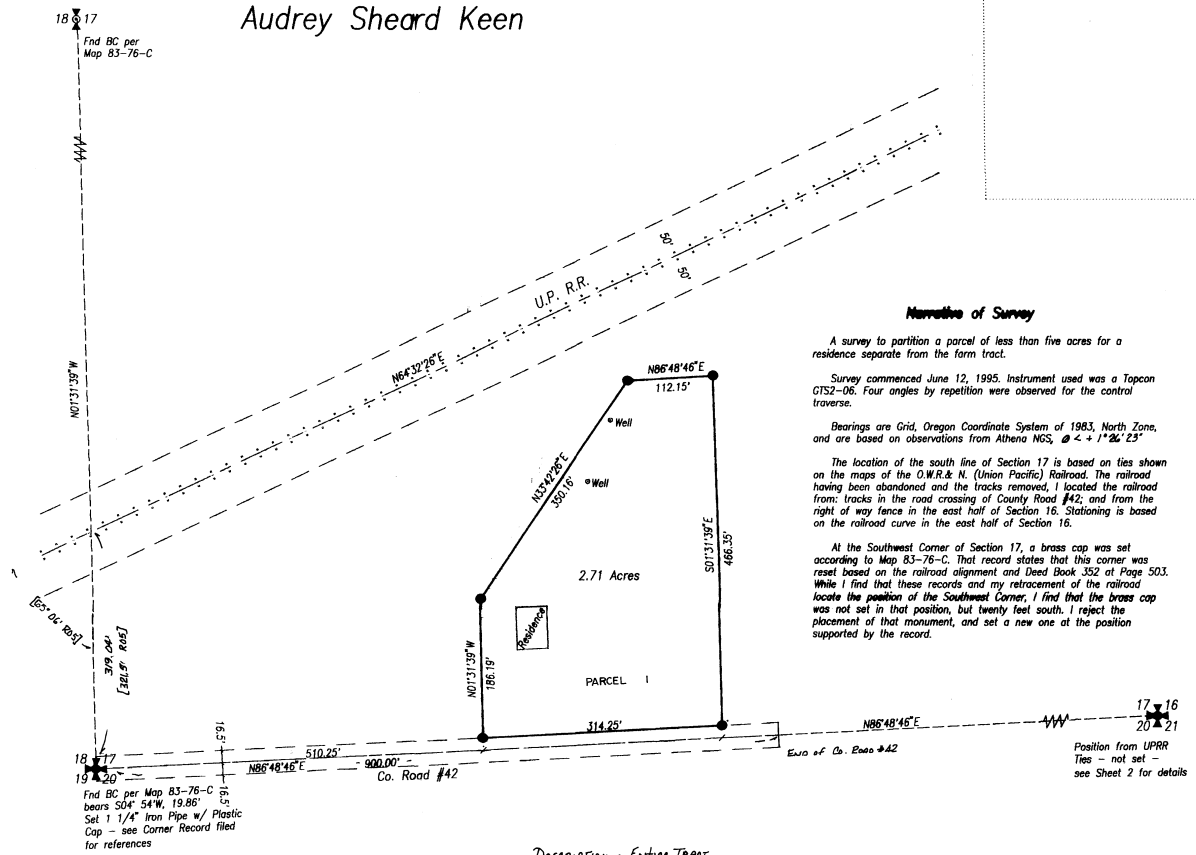 Audrey Sheard Keen
18 17
Fnd BC per
Map 83-76-C
N01°31'39"W
U.P. R.R.
50'
50'
N64°32'26"E
N86°48'46"E
112.15'
Well
Well
N33°42'26"E
350.16'
S01°31'39"E
466.35'
2.71 Acres
Residence
N01°31'39"W
186.19'
PARCEL 1
314.25'
[65° 06' R05]
319.04'
[321.5' R05]
16.5'
16.5'
510.25'
N86°48'46"E
900.00'
Co. Road #42
END OF CO. ROAD #42
N86°48'46"E
18 17
19 20
Fnd BC per Map 83-76-C
bears S04° 54'W, 19.86'
Set 1 1/4" Iron Pipe w/ Plastic
Cap - see Corner Record filed
for references
17 16
20 21
Position from UPRR
Ties - not set -
see Sheet 2 for details
Narrative of Survey
A survey to partition a parcel of less than five acres for a
residence separate from the farm tract.
Survey commenced June 12, 1995. Instrument used was a Topcon
GTS2-06. Four angles by repetition were observed for the control
traverse.
Bearings are Grid, Oregon Coordinate System of 1983, North Zone,
and are based on observations from Athena NGS, 1°26'23"
The location of the south line of Section 17 is based on ties shown
on the maps of the O.W.R.& N. (Union Pacific) Railroad. The railroad
having been abandoned and the tracks removed, I located the railroad
from: tracks in the road crossing of County Road #42; and from the
right of way fence in the east half of Section 16. Stationing is based
on the railroad curve in the east half of Section 16.
At the Southwest Corner of Section 17, a brass cap was set
according to Map 83-76-C. That record states that this corner was
reset based on the railroad alignment and Deed Book 352 at Page 503.
While I find that these records and my retracement of the railroad
locate the position of the Southwest Corner, I find that the brass cap
was not set in that position, but twenty feet south. I reject the
placement of that monument, and set a new one at the position
supported by the record.